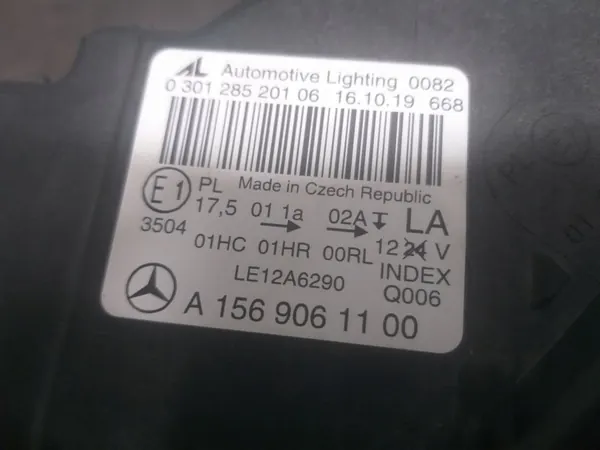 AL Automotive Lighting 0082
0 301 285 201 06 16.10.19 668
E1 PL Made in Czech Republic
17,5 01 1a 02A LA
3504 01HC 01HR 00RL 12 24 V
LE12A6290 INDEX
Q006
A 156 906 11 00